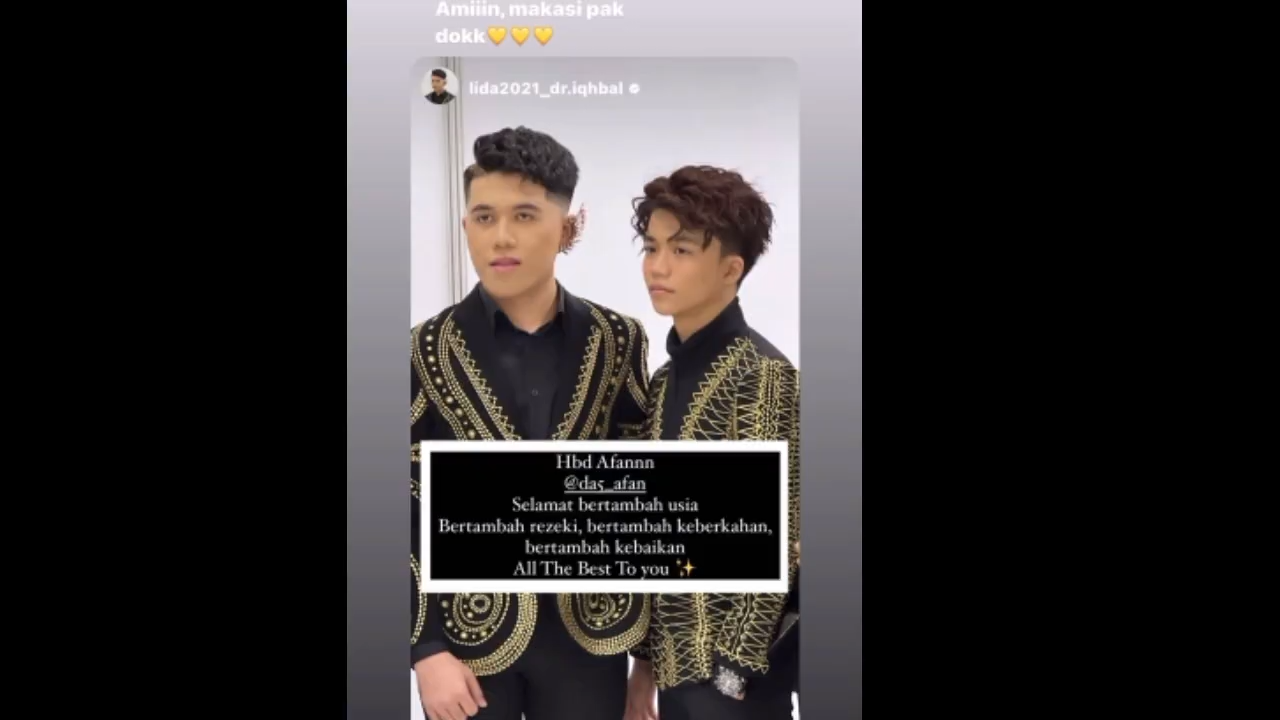 Amiiin, makasi pak
dokk💛💛💛
lida2021_dr.iqhbal
Hbd Afannn
@da5_afan
Selamat bertambah usia
Bertambah rezeki, bertambah keberkahan,
bertambah kebaikan
All The Best To you ✨